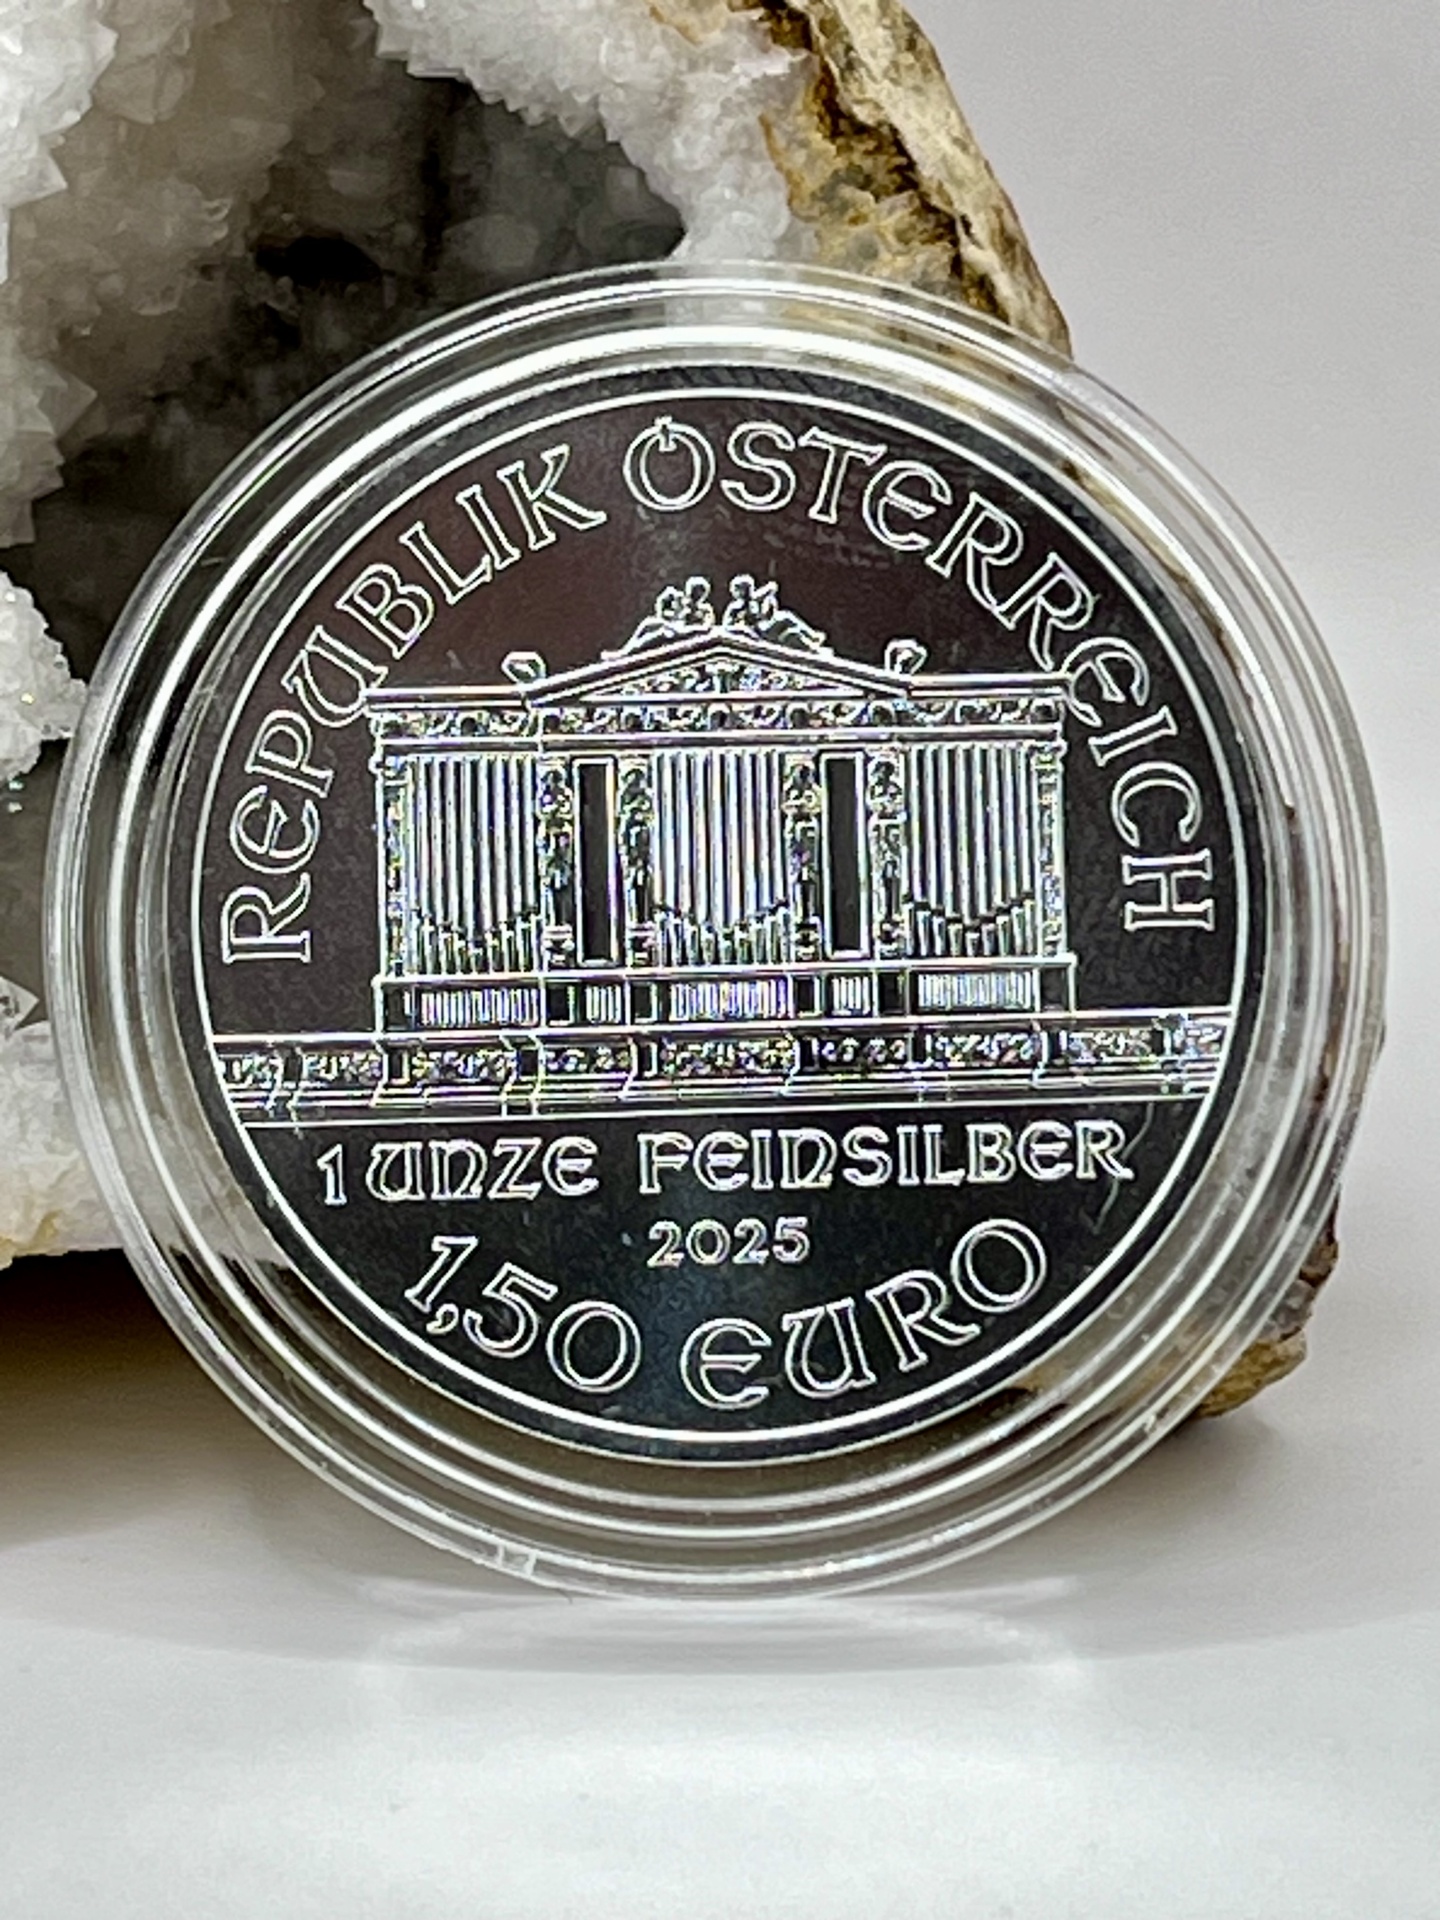 REPUBLIK ÖSTERREICH
1 UNZE FEINSILBER
2025
1,50 EURO